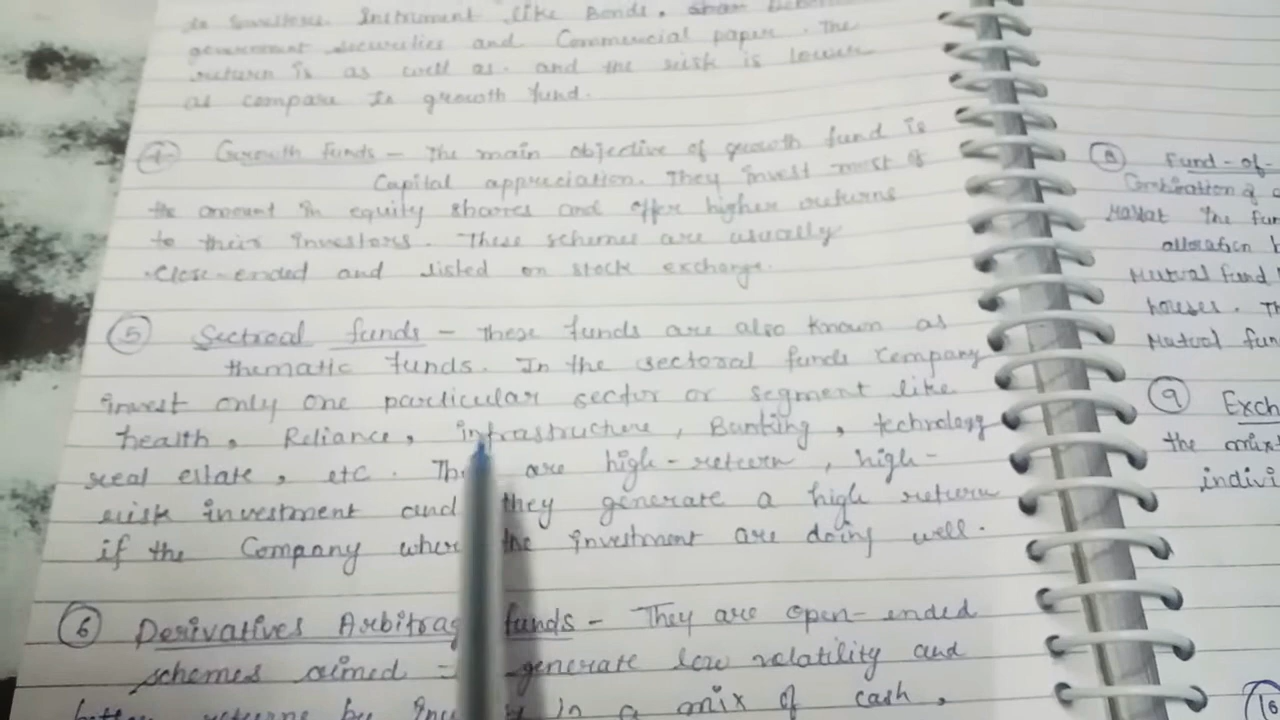 to investors. Instrument like Bonds,
government securities and Commercial paper. The
return is as well as. and the risk is lower
as compare to growth fund.
4 Growth funds - The main objective of growth fund is
Capital appreciation. They invest most of
the amount in equity shares and offer higher returns
to their investors. These schemes are usually
Close-ended and listed on stock exchange.
5 Sectroal funds - These funds are also known as
thematic funds. In the sectoral funds Company
invest only one particular sector or segment like
health, Reliance, infrastructure, Banking, technology
real estate, etc. are high-return, high-
risk investment and they generate a high return
if the Company the investment are doing well.
6 Derivatives funds - They are open-ended
schemes aimed generate low volatility and
in a mix of cash,
Fund-of-
the fun
allocation
Mutual fund
houses. Th
Mutual fun
9 Exch
the
indivi